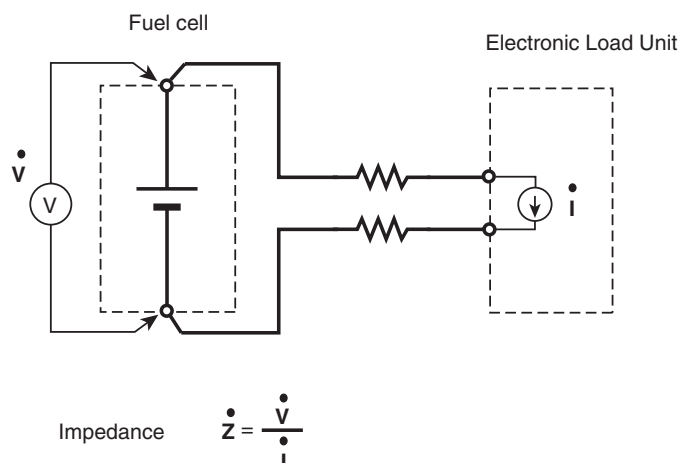 Fuel cell
Electronic Load Unit
V̇
V
İ
Impedance Ż = V̇ / İ